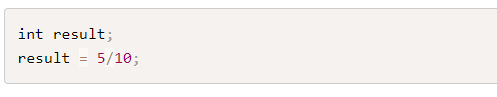 int result;
result = 5/10;